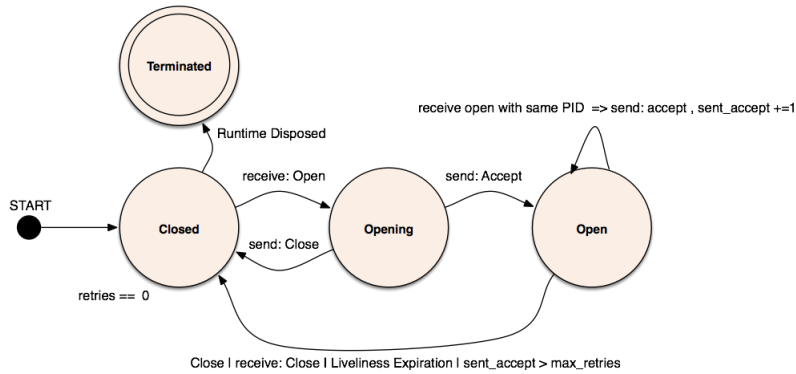 Terminated
receive open with same PID => send: accept , sent_accept +=1
Runtime Disposed
receive: Open
send: Accept
START
Closed
Opening
Open
send: Close
retries == 0
Close | receive: Close | Liveliness Expiration | sent_accept > max_retries